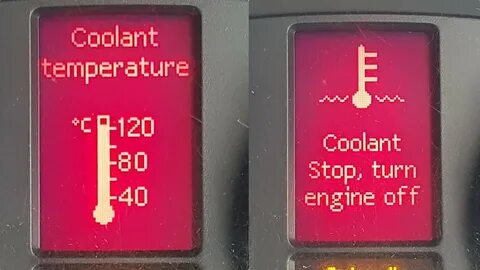 Coolant
temperature
°C
120
80
40
Coolant
Stop, turn
engine off